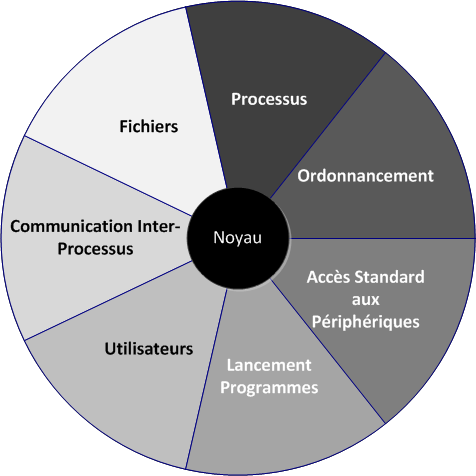 Processus
Fichiers
Ordonnancement
Communication Inter-
Processus
Noyau
Accès Standard
aux
Périphériques
Utilisateurs
Lancement
Programmes